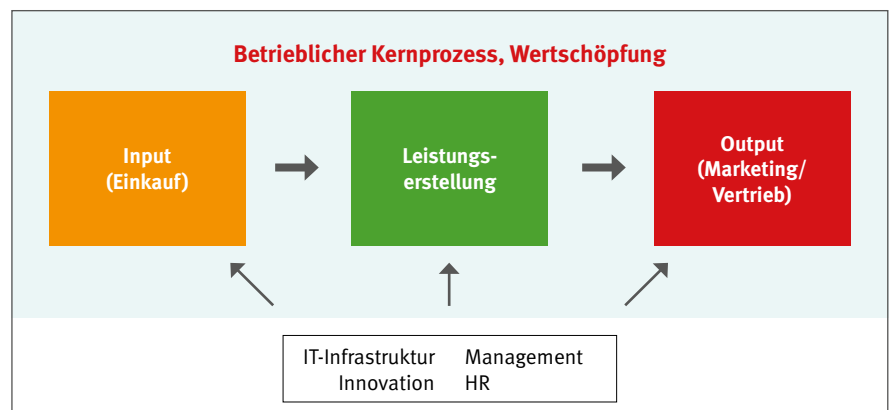 Betrieblicher Kernprozess, Wertschöpfung
Input
(Einkauf)
Leistungs-
erstellung
Output
(Marketing/
Vertrieb)
IT-Infrastruktur Management
Innovation HR